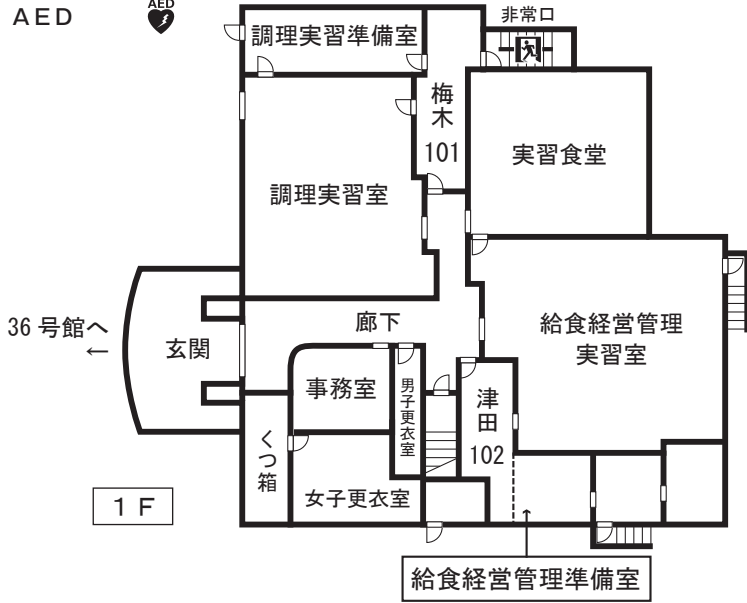 AED
AED
非常口
調理実習準備室
梅木
101
実習食堂
調理実習室
36 号館へ
←
玄関
廊下
給食経営管理
実習室
事務室
男子更衣室
津田
102
くつ箱
女子更衣室
1 F
給食経営管理準備室